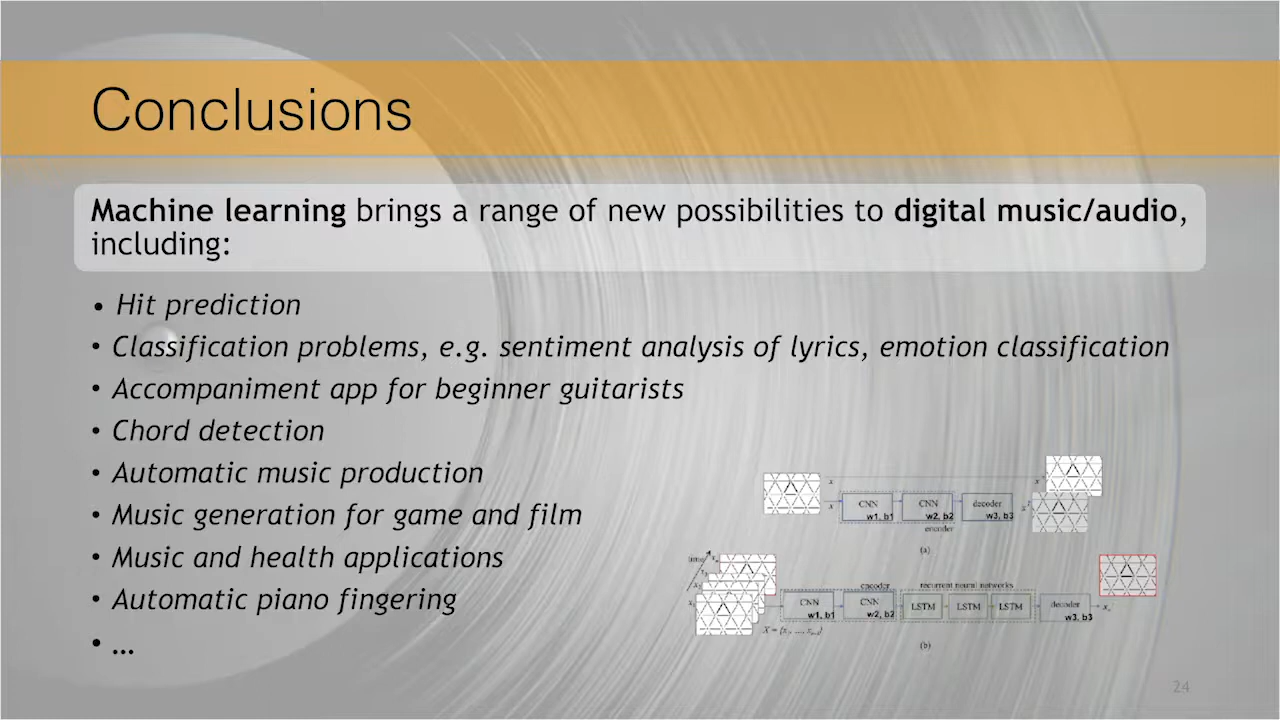 Conclusions
Machine learning brings a range of new possibilities to digital music/audio,
including:
• Hit prediction
• Classification problems, e.g. sentiment analysis of lyrics, emotion classification
• Accompaniment app for beginner guitarists
• Chord detection
• Automatic music production
• Music generation for game and film
• Music and health applications
• Automatic piano fingering
• ...
x x
x CNN CNN decoder
w1, b1 w2, b2 w3, b3
encoder
(a)
time
encoder recurrent neural networks
CNN CNN LSTM LSTM LSTM decoder
w1, b1 w2, b2 w3, b3
(b)
24